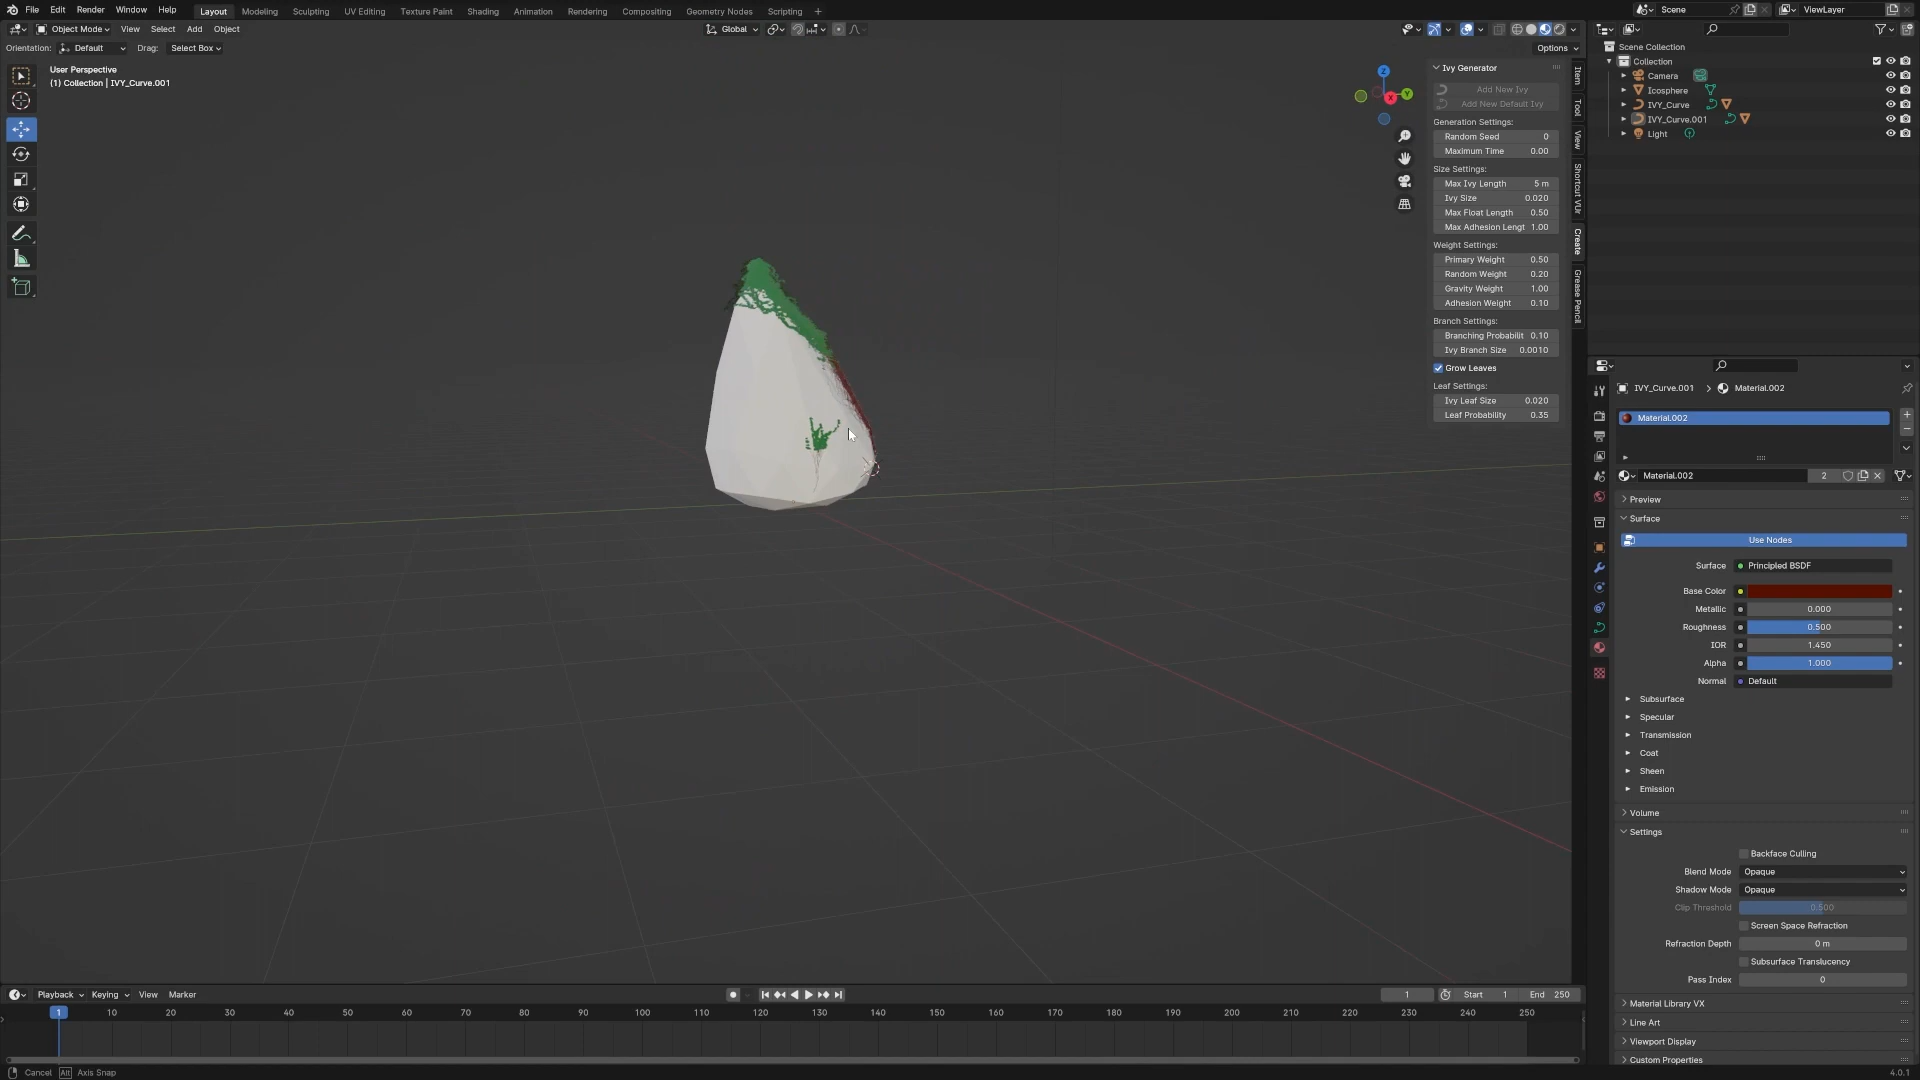 File Edit Render Window Help Layout Modeling Sculpting UV Editing Texture Paint Shading Animation Rendering Compositing Geometry Nodes Scripting + Scene ViewLayer
Object Mode View Select Add Object Global
Orientation: Default Drag: Select Box Options
User Perspective
(1) Collection | IVY_Curve.001
Z
Y
X
Ivy Generator
Add New Ivy
Add New Default Ivy
Generation Settings:
Random Seed 0
Maximum Time 0.00
Size Settings:
Max Ivy Length 5 m
Ivy Size 0.020
Max Float Length 0.50
Max Adhesion Lengt 1.00
Weight Settings:
Primary Weight 0.50
Random Weight 0.20
Gravity Weight 1.00
Adhesion Weight 0.10
Branch Settings:
Branching Probabilit 0.10
Ivy Branch Size 0.0010
Grow Leaves
Leaf Settings:
Ivy Leaf Size 0.020
Leaf Probability 0.35
Item
Tool
View
Shortcut VUr
Create
Grease Pencil
Scene Collection
Collection
Camera
Icosphere
IVY_Curve
IVY_Curve.001
Light
IVY_Curve.001 > Material.002
Material.002
Material.002 2
Preview
Surface
Use Nodes
Surface Principled BSDF
Base Color
Metallic 0.000
Roughness 0.500
IOR 1.450
Alpha 1.000
Normal Default
Subsurface
Specular
Transmission
Coat
Sheen
Emission
Volume
Settings
Backface Culling
Blend Mode Opaque
Shadow Mode Opaque
Clip Threshold 0.500
Screen Space Refraction
Refraction Depth 0 m
Subsurface Translucency
Pass Index 0
Material Library VX
Line Art
Viewport Display
Custom Properties
Playback Keying View Marker 1 Start 1 End 250
1 10 20 30 40 50 60 70 80 90 100 110 120 130 140 150 160 170 180 190 200 210 220 230 240 250
Cancel Alt Axis Snap 4.0.1